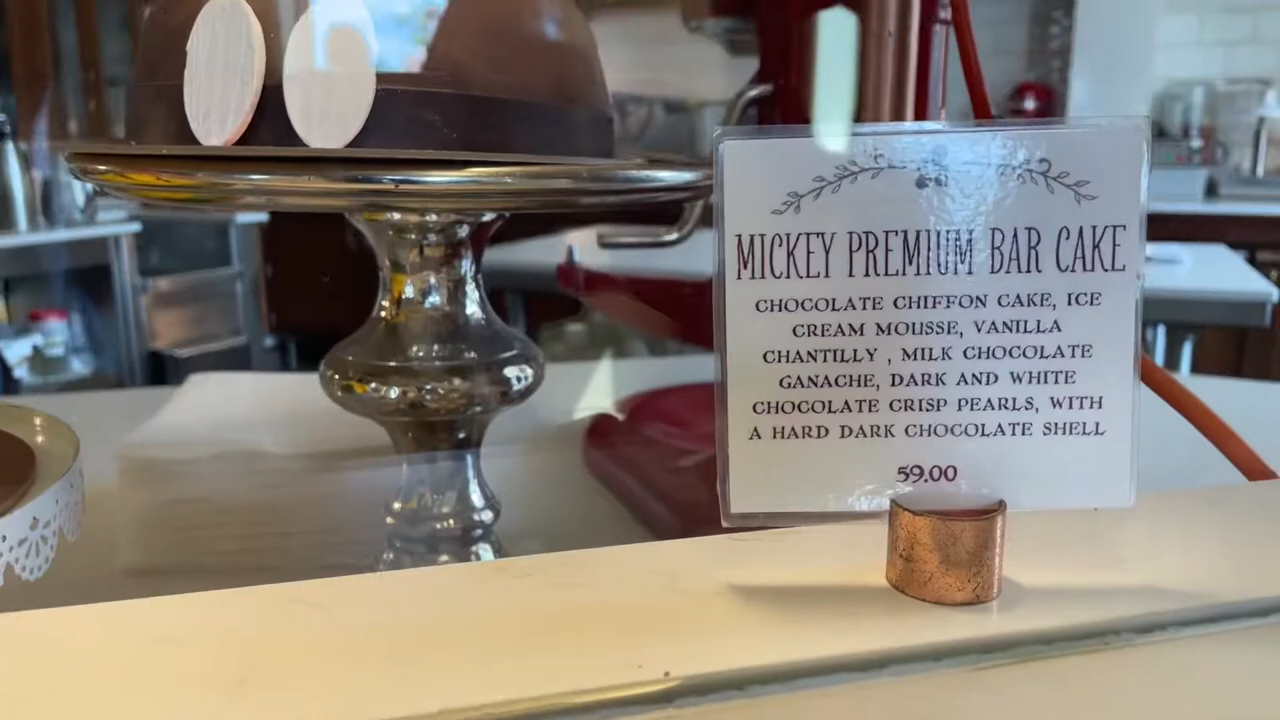 MICKEY PREMIUM BAR CAKE
CHOCOLATE CHIFFON CAKE, ICE
CREAM MOUSSE, VANILLA
CHANTILLY , MILK CHOCOLATE
GANACHE, DARK AND WHITE
CHOCOLATE CRISP PEARLS, WITH
A HARD DARK CHOCOLATE SHELL
59.00